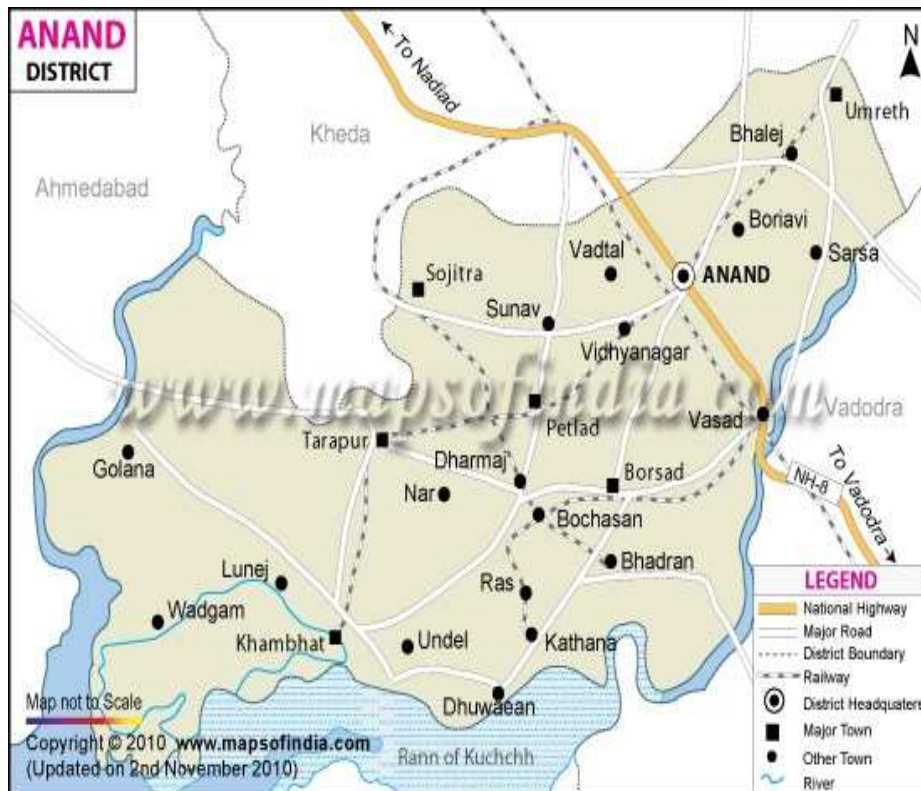 ANAND
DISTRICT
N
To Nadiad
Kheda
Ahmedabad
Umreth
Bhalej
Boriavi
Sarsa
Vadtal
ANAND
Sojitra
Sunav
Vidhyanagar
www.mapsofindia.com
Vadodra
Petlad
Vasad
Tarapur
Golana
Dharmaj
Borsad
Nar
NH-8
To Vadodra
Bochasan
Bhadran
Lunej
Ras
Wadgam
Khambhat
Undel
Kathana
Dhuwaean
Rann of Kuchchh
Map not to Scale
Copyright © 2010 www.mapsofindia.com
(Updated on 2nd November 2010)
LEGEND
National Highway
Major Road
District Boundary
Railway
District Headquaters
Major Town
Other Town
River